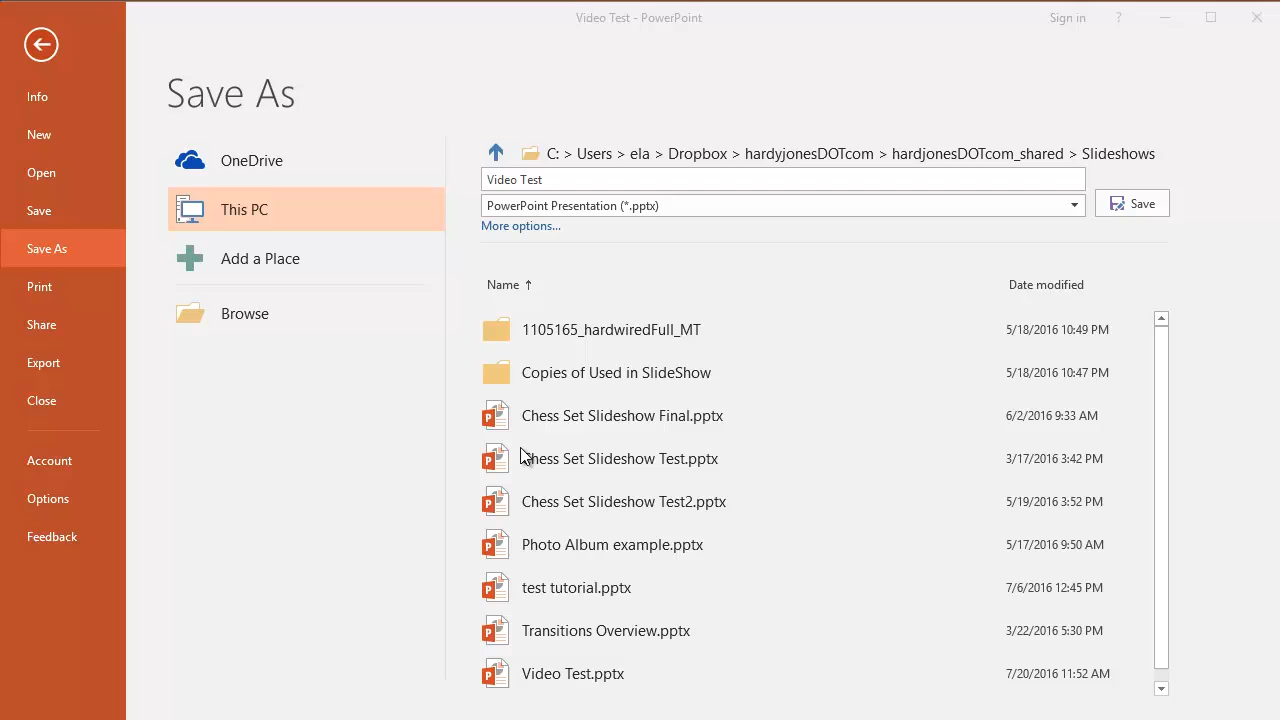 Video Test - PowerPoint
Sign in ?
Save As
Info
New
Open
Save
Save As
Print
Share
Export
Close
Account
Options
Feedback
OneDrive
This PC
Add a Place
Browse
C: > Users > ela > Dropbox > hardyjonesDOTcom > hardjonesDOTcom_shared > Slideshows
Video Test
PowerPoint Presentation (*.pptx)
Save
More options...
Name ↑ Date modified
1105165_hardwiredFull_MT 5/18/2016 10:49 PM
Copies of Used in SlideShow 5/18/2016 10:47 PM
Chess Set Slideshow Final.pptx 6/2/2016 9:33 AM
Chess Set Slideshow Test.pptx 3/17/2016 3:42 PM
Chess Set Slideshow Test2.pptx 5/19/2016 3:52 PM
Photo Album example.pptx 5/17/2016 9:50 AM
test tutorial.pptx 7/6/2016 12:45 PM
Transitions Overview.pptx 3/22/2016 5:30 PM
Video Test.pptx 7/20/2016 11:52 AM